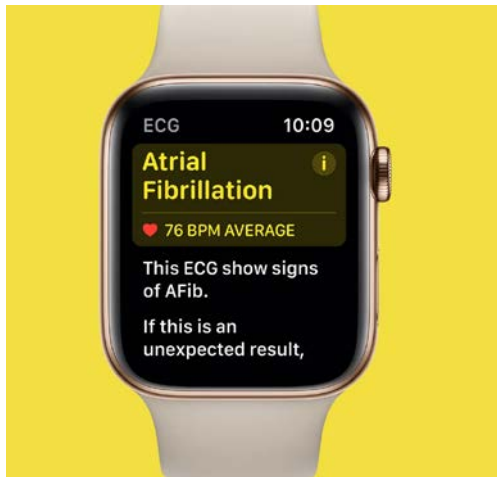 ECG 10:09
Atrial
Fibrillation
i
76 BPM AVERAGE
This ECG show signs
of AFib.
If this is an
unexpected result,